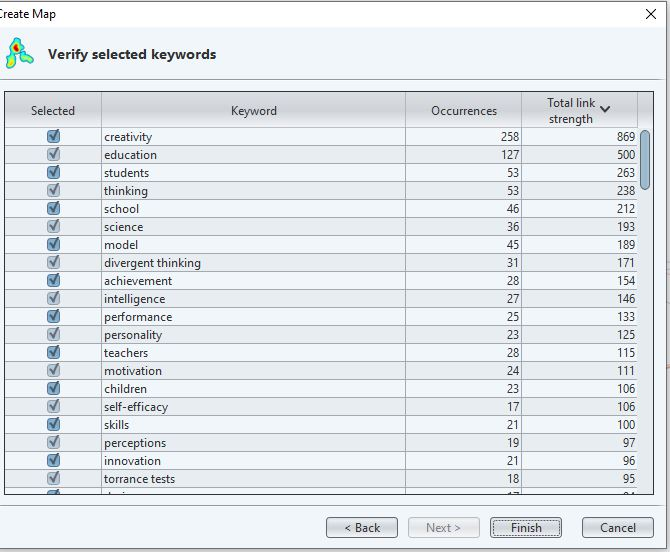 Create Map
Verify selected keywords
Selected Keyword Occurrences Total link strength
creativity 258 869
education 127 500
students 53 263
thinking 53 238
school 46 212
science 36 193
model 45 189
divergent thinking 31 171
achievement 28 154
intelligence 27 146
performance 25 133
personality 23 125
teachers 28 115
motivation 24 111
children 23 106
self-efficacy 17 106
skills 21 100
perceptions 19 97
innovation 21 96
torrance tests 18 95
< Back Next > Finish Cancel